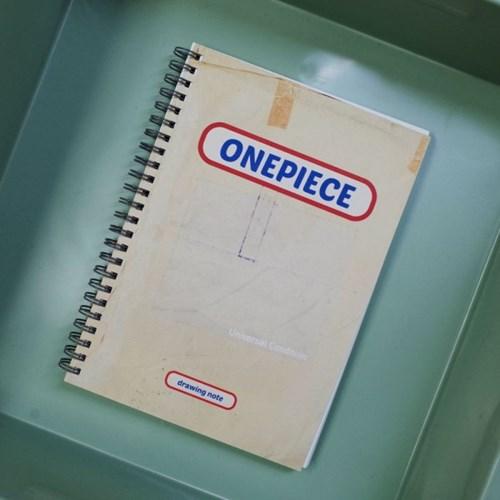 ONEPIECE
Universal Condition
drawing note